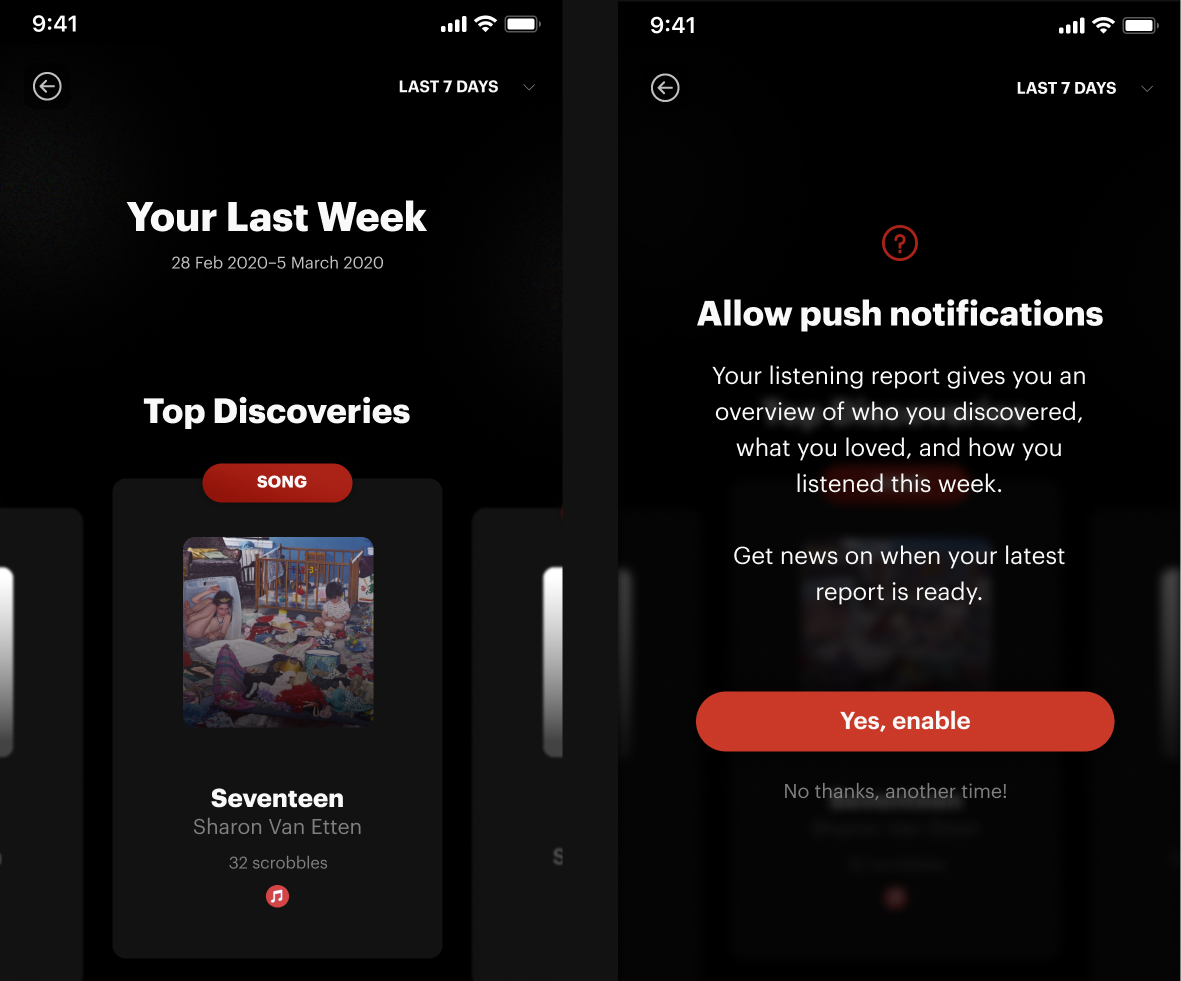 9:41
LAST 7 DAYS
Your Last Week
28 Feb 2020–5 March 2020
Top Discoveries
SONG
Seventeen
Sharon Van Etten
32 scrobbles
S
9:41
LAST 7 DAYS
?
Allow push notifications
Your listening report gives you an
overview of who you discovered,
what you loved, and how you
listened this week.
Get news on when your latest
report is ready.
Yes, enable
No thanks, another time!